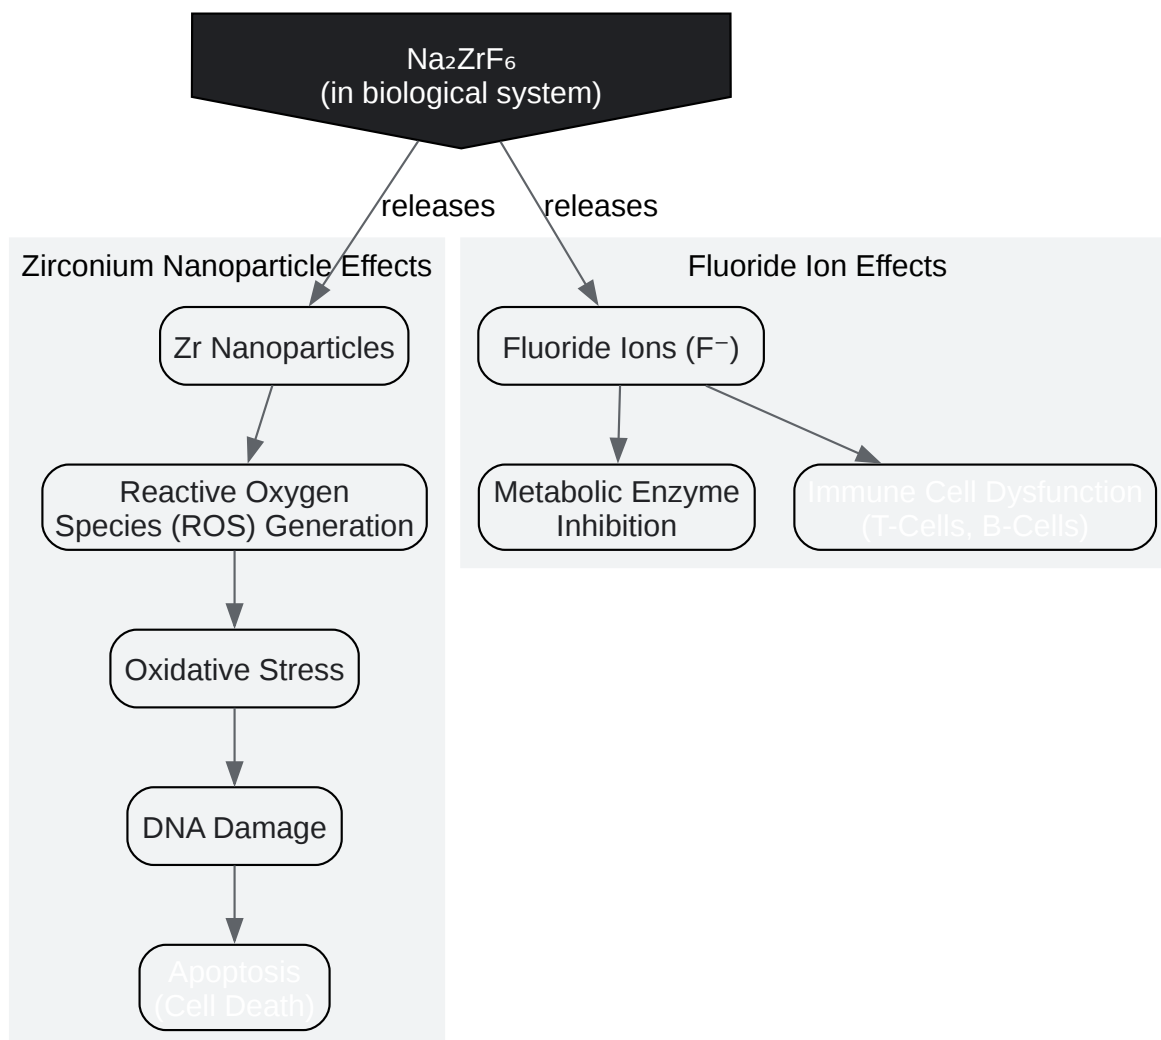 Na₂ZrF₆
(in biological system)
releases
releases
Zirconium Nanoparticle Effects
Fluoride Ion Effects
Zr Nanoparticles
Fluoride Ions (F⁻)
Reactive Oxygen
Species (ROS) Generation
Metabolic Enzyme
Inhibition
Immune Cell Dysfunction
(T-Cells, B-Cells)
Oxidative Stress
DNA Damage
Apoptosis
(Cell Death)